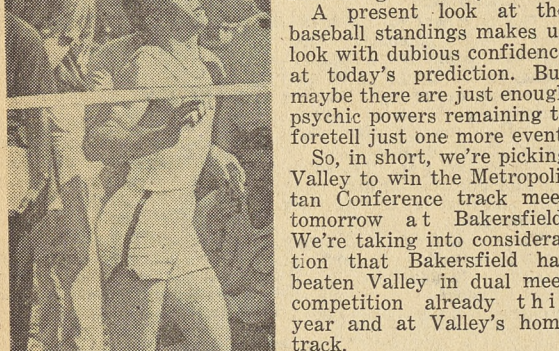 A present look at th
baseball standings makes u
look with dubious confidenc
at today's prediction. Bu
maybe there are just enoug
psychic powers remaining t
foretell just one more event
So, in short, we're picking
Valley to win the Metropoli-
tan Conference track mee
tomorrow at Bakersfield
We're taking into considera
tion that Bakersfield ha
beaten Valley in dual mee
competition already thi
year and at Valley's hom
track.